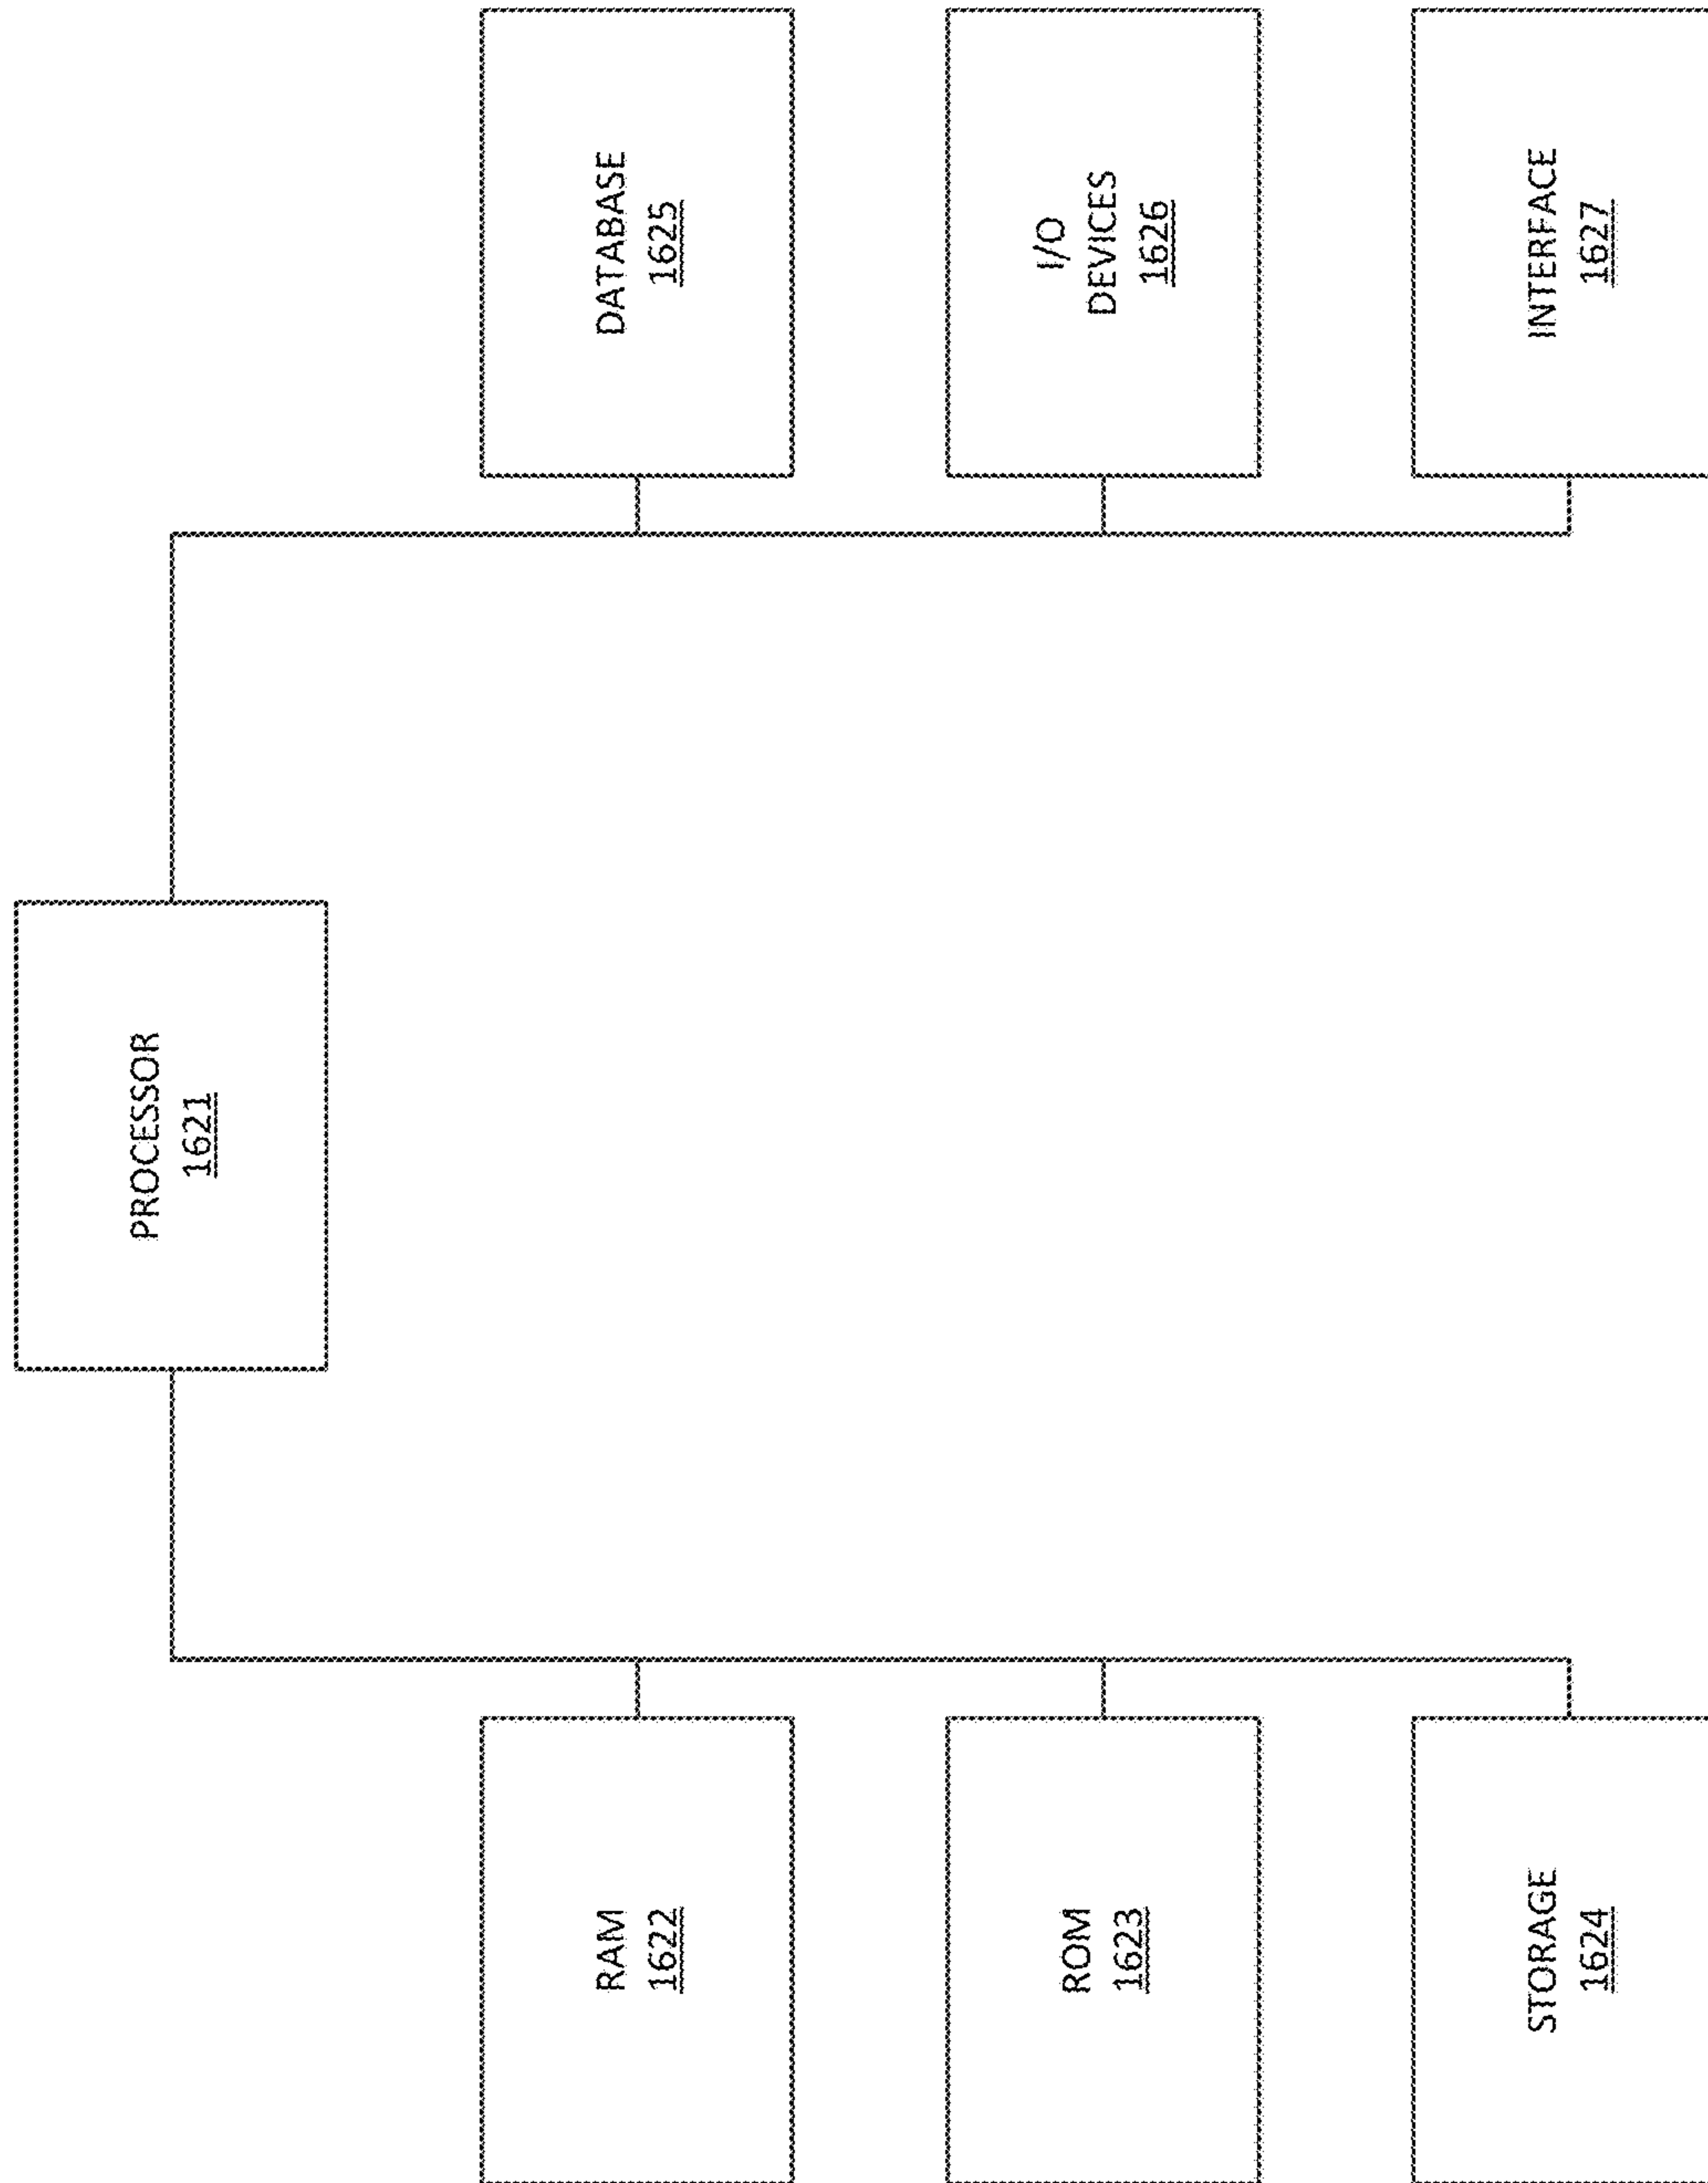 PROCESSOR
1621
RAM
1622
DATABASE
1625
ROM
1623
I/O
DEVICES
1626
STORAGE
1624
INTERFACE
1627